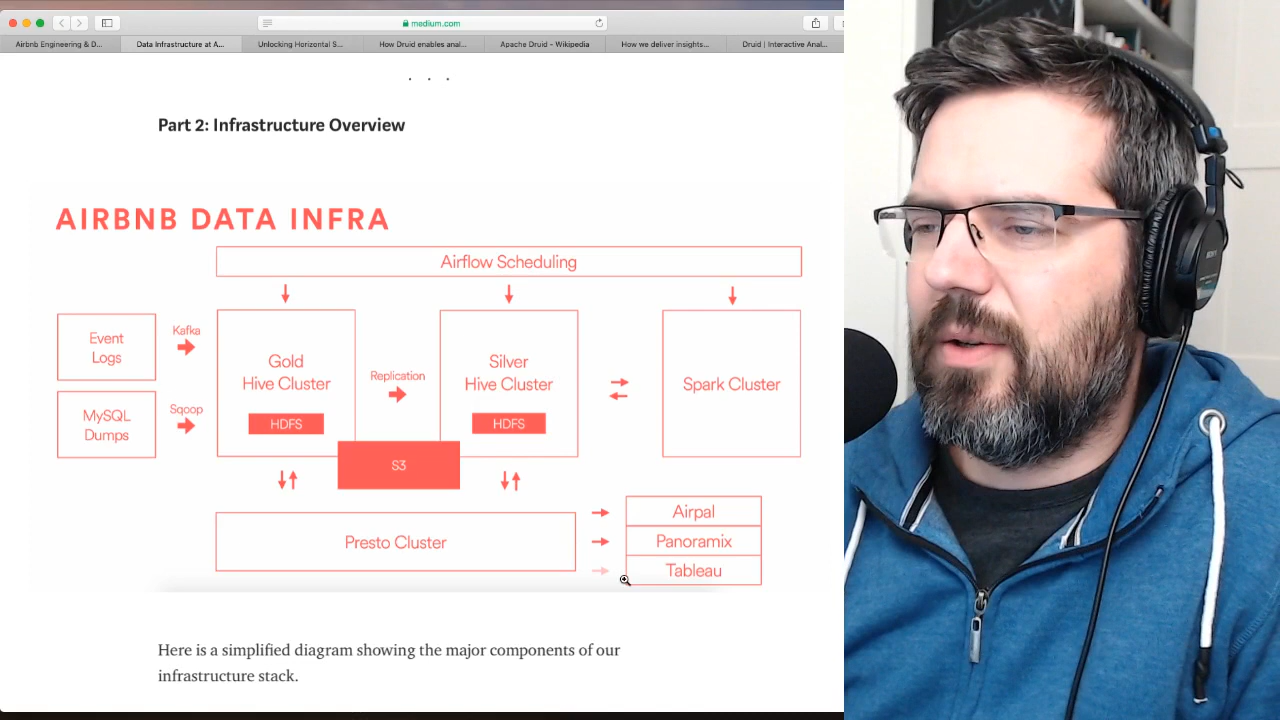 medium.com
Airbnb Engineering & D...
Data Infrastructure at A...
Unlocking Horizontal S...
How Druid enables anal...
Apache Druid - Wikipedia
How we deliver insights...
Druid | Interactive Anal...
. . .
Part 2: Infrastructure Overview
AIRBNB DATA INFRA
Airflow Scheduling
Event
Logs
Kafka
Gold
Hive Cluster
HDFS
Replication
Silver
Hive Cluster
HDFS
Spark Cluster
MySQL
Dumps
Sqoop
S3
Presto Cluster
Airpal
Panoramix
Tableau
Here is a simplified diagram showing the major components of our
infrastructure stack.
SONY